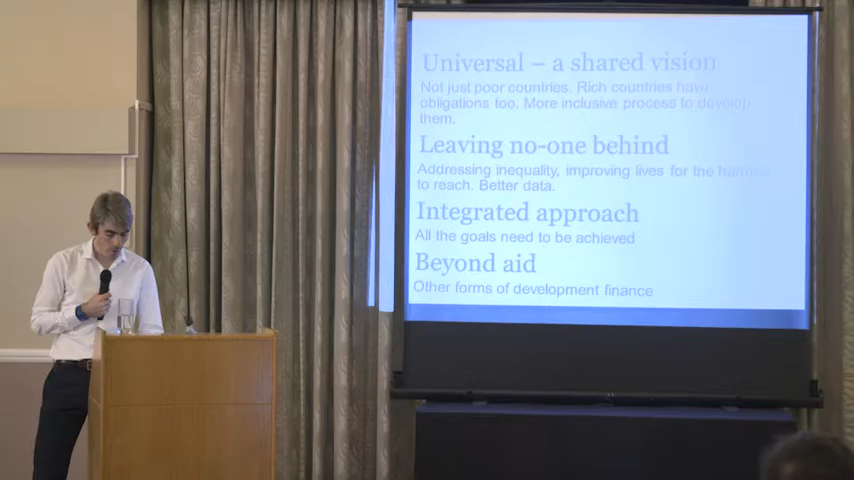 Universal – a shared vision
Not just poor countries. Rich countries have
obligations too. More inclusive process to develop
them.
Leaving no-one behind
Addressing inequality, improving lives for the hardest
to reach. Better data.
Integrated approach
All the goals need to be achieved
Beyond aid
Other forms of development finance